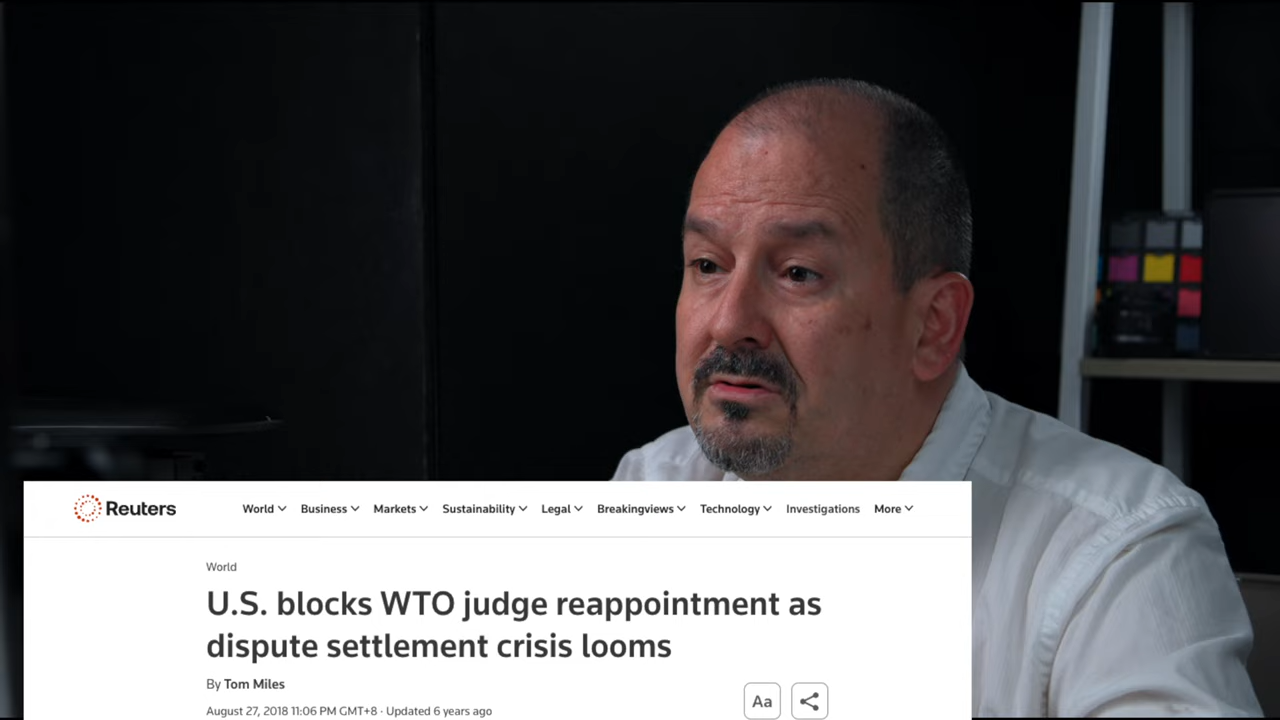 Reuters
World Business Markets Sustainability Legal Breakingviews Technology Investigations More
World
U.S. blocks WTO judge reappointment as
dispute settlement crisis looms
By Tom Miles
Aa
August 27, 2018 11:06 PM GMT+8 · Updated 6 years ago